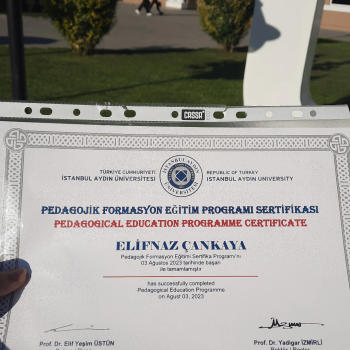 CASSA
TÜRKİYE CUMHURİYETİ
İSTANBUL AYDIN ÜNİVERSİTESİ
REPUBLIC OF TURKEY
ISTANBUL AYDIN UNIVERSITY
PEDAGOJİK FORMASYON EĞİTİM PROGRAMI SERTİFİKASI
PEDAGOGICAL EDUCATION PROGRAMME CERTIFICATE
ELİFNAZ ÇANKAYA
Pedagojik Formasyon Eğitimi Sertifika Programı'nı
03 Ağustos 2023 tarihinde başarı
ile tamamlamıştır
has successfully completed
-Pedagogical Education Programme
on Agust 03, 2023
Prof. Dr. Elif Yeşim ÜSTÜN
Prof. Dr. Yadigar İZMİRLİ